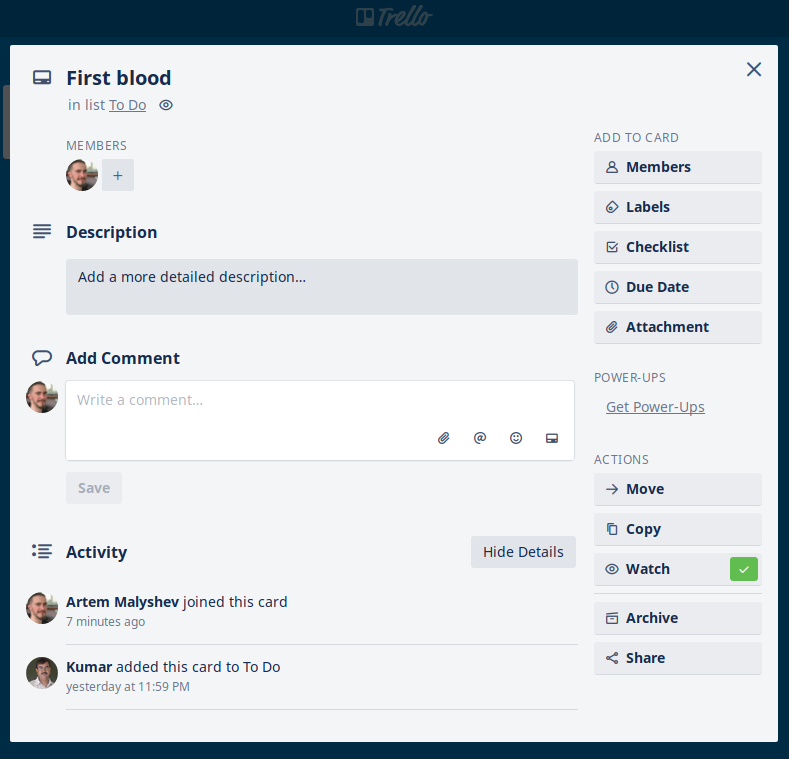 Trello
First blood
in list To Do
MEMBERS
+
Description
Add a more detailed description…
Add Comment
Write a comment…
@
Save
Activity
Hide Details
Artem Malyshev joined this card
7 minutes ago
Kumar added this card to To Do
yesterday at 11:59 PM
ADD TO CARD
Members
Labels
Checklist
Due Date
Attachment
POWER-UPS
Get Power-Ups
ACTIONS
Move
Copy
Watch
Archive
Share